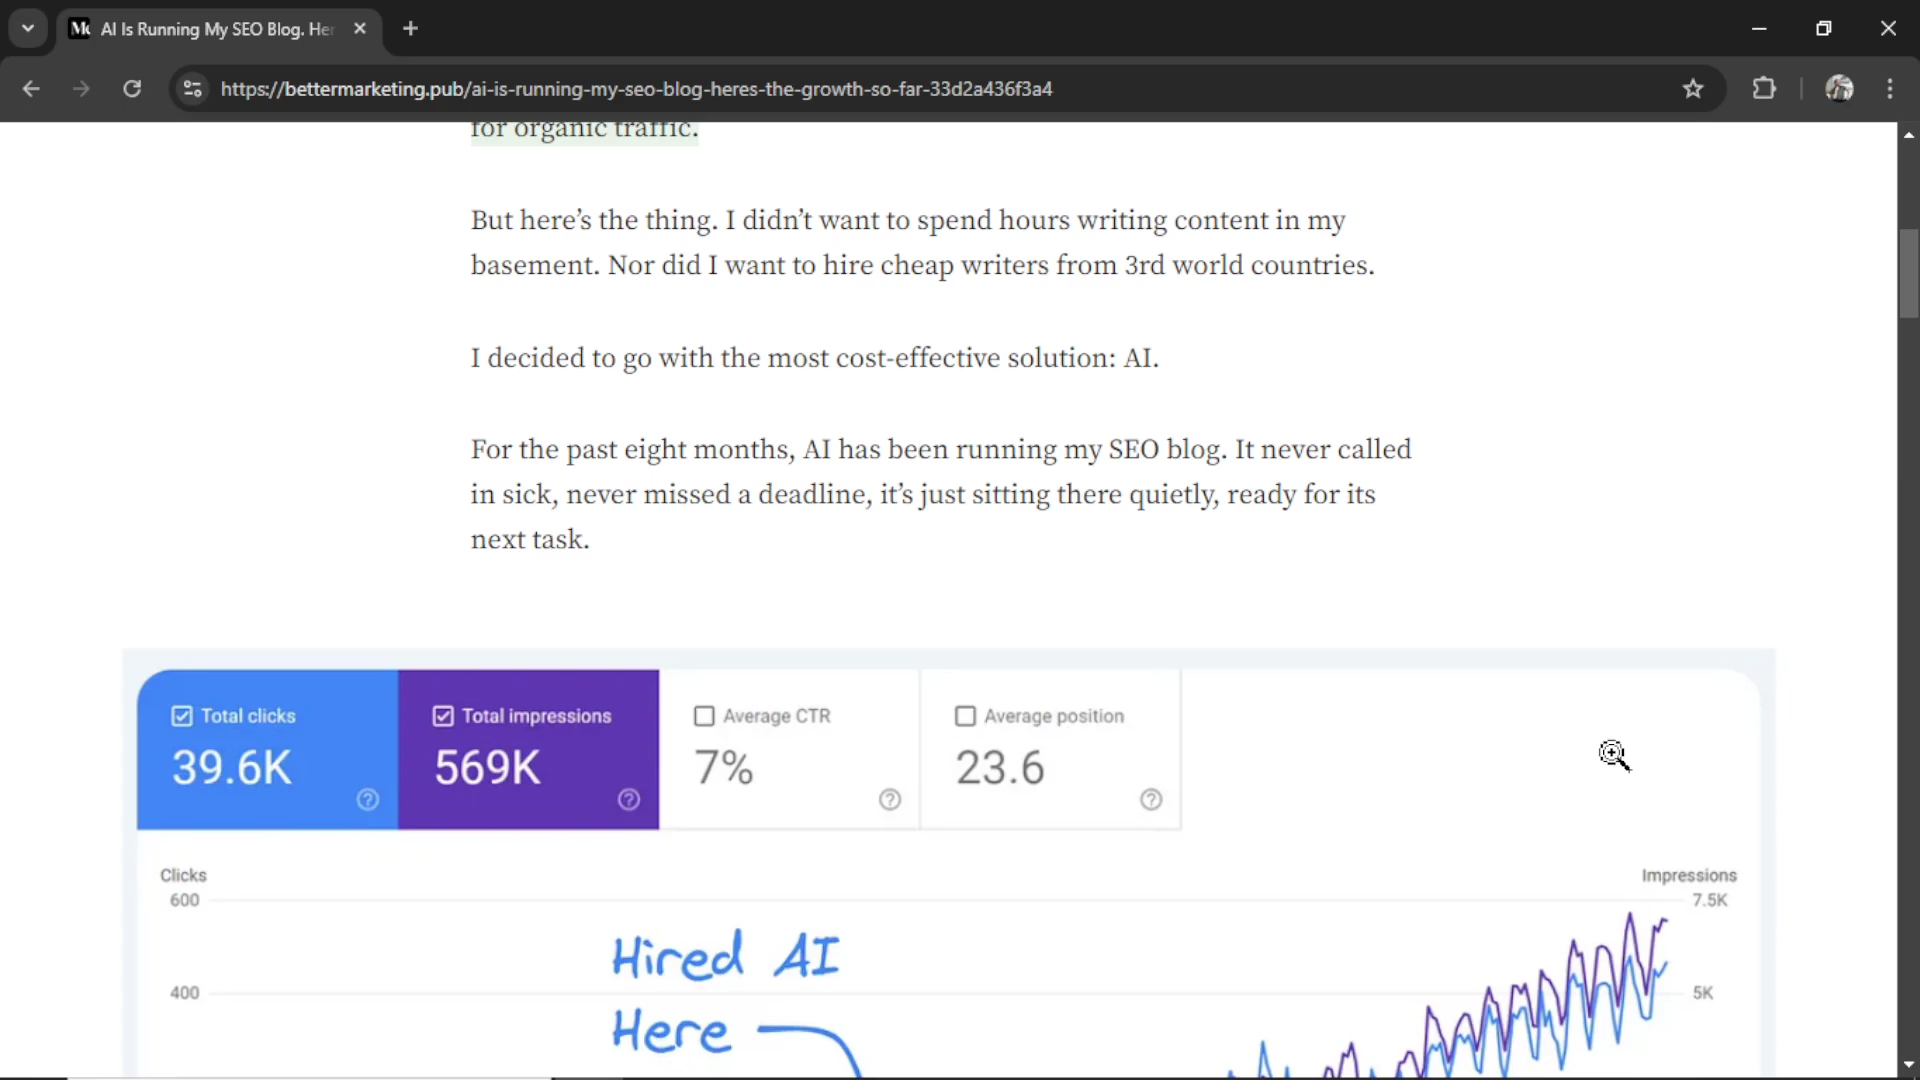 AI Is Running My SEO Blog. Her
https://bettermarketing.pub/ai-is-running-my-seo-blog-heres-the-growth-so-far-33d2a436f3a4
for organic traffic.
But here’s the thing. I didn’t want to spend hours writing content in my
basement. Nor did I want to hire cheap writers from 3rd world countries.
I decided to go with the most cost-effective solution: AI.
For the past eight months, AI has been running my SEO blog. It never called
in sick, never missed a deadline, it’s just sitting there quietly, ready for its
next task.
Total clicks
39.6K
Total impressions
569K
Average CTR
7%
Average position
23.6
Clicks
Impressions
600
7.5K
Hired AI
400
5K
Here